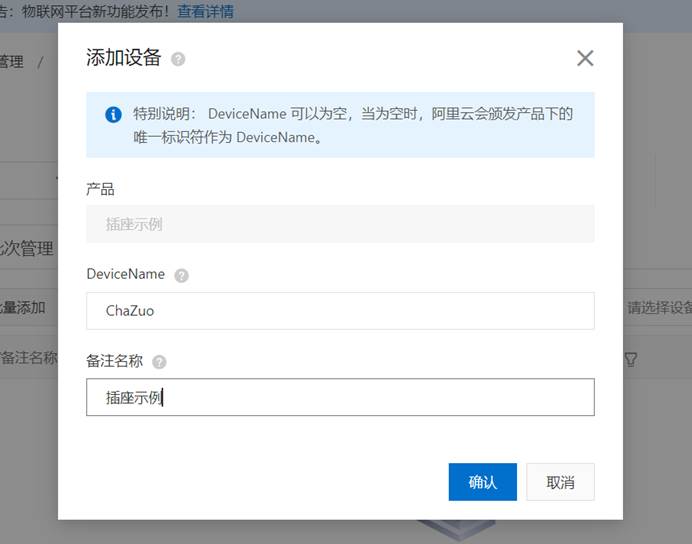 告：物联网平台新功能发布！查看详情
管理 /
添加设备
特别说明： DeviceName 可以为空，当为空时，阿里云会颁发产品下的
唯一标识符作为 DeviceName。
产品
插座示例
批次管理
DeviceName
ChaZuo
批量添加
请选择设备
备注名称
备注名称
插座示例
确认
取消